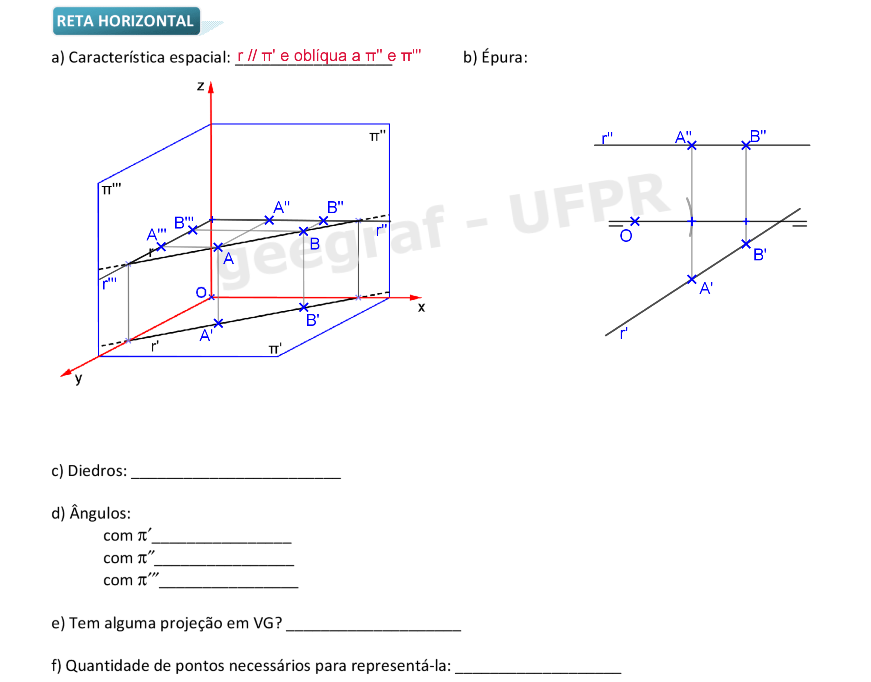 RETA HORIZONTAL
a) Característica espacial: r // π' e oblíqua a π'' e π''' b) Épura:
z
π''
r'' A'' B''
π'''
A'' B''
B'''
A'''
r'' O
r B
A B'
r''' geegraf - UFPR
O A'
x
B'
A' r'
r' π'
y
c) Diedros: ________________________
d) Ângulos:
com π′________________
com π″________________
com π‴________________
e) Tem alguma projeção em VG? ____________________
f) Quantidade de pontos necessários para representá-la: ___________________